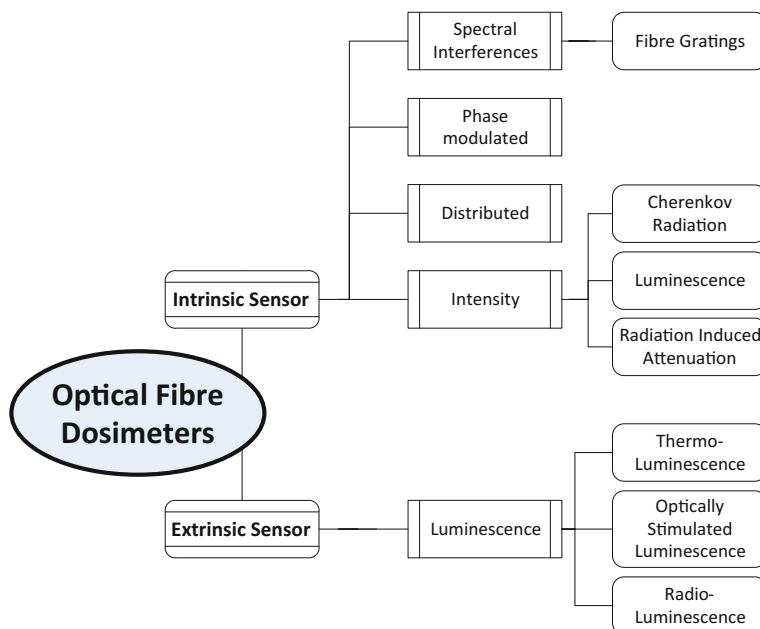 Spectral
Interferences
Fibre Gratings
Phase
modulated
Distributed
Cherenkov
Radiation
Intrinsic Sensor
Intensity
Luminescence
Radiation Induced
Attenuation
Optical Fibre
Dosimeters
Thermo-
Luminescence
Extrinsic Sensor
Luminescence
Optically
Stimulated
Luminescence
Radio-
Luminescence